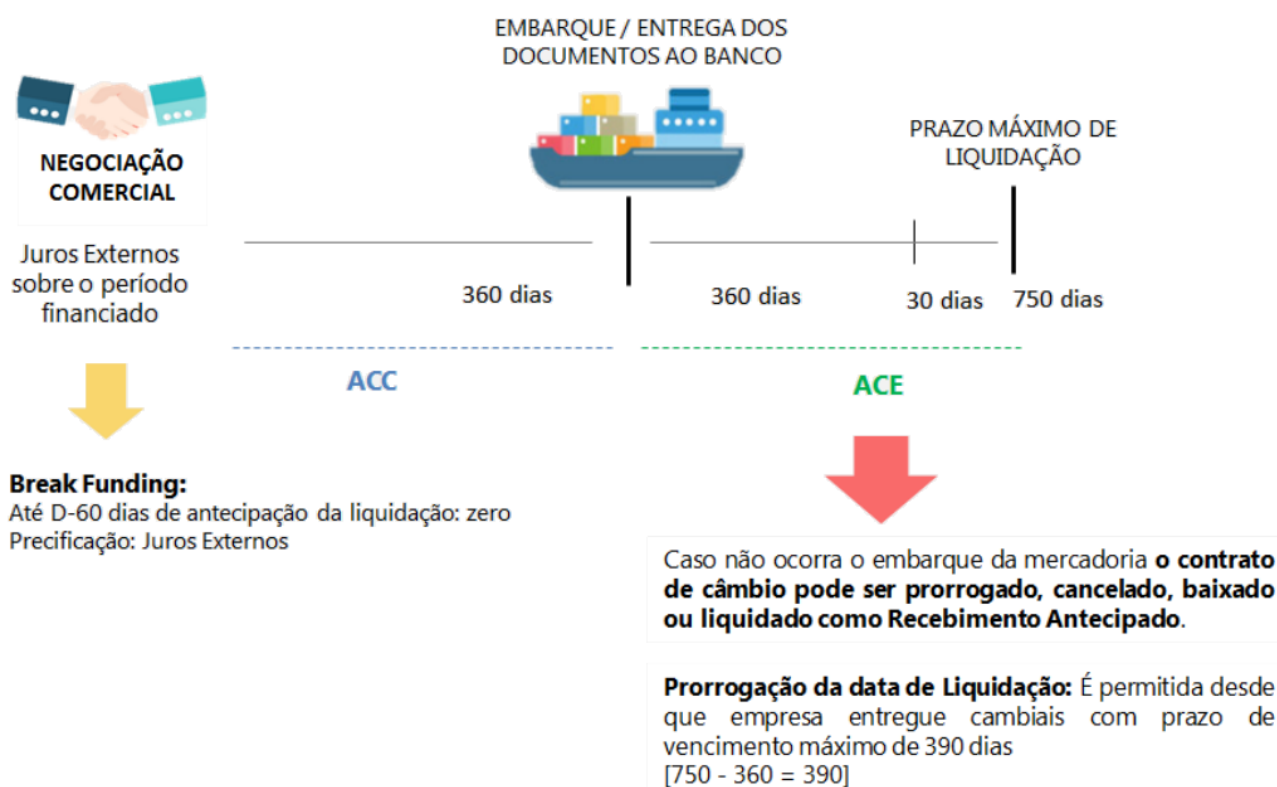 EMBARQUE / ENTREGA DOS
DOCUMENTOS AO BANCO
NEGOCIAÇÃO
COMERCIAL
PRAZO MÁXIMO DE
LIQUIDAÇÃO
Juros Externos
sobre o período
financiado
360 dias
360 dias
30 dias
750 dias
ACC
ACE
Break Funding:
Até D-60 dias de antecipação da liquidação: zero
Precificação: Juros Externos
Caso não ocorra o embarque da mercadoria o contrato
de câmbio pode ser prorrogado, cancelado, baixado
ou liquidado como Recebimento Antecipado.
Prorrogação da data de Liquidação: É permitida desde
que empresa entregue cambiais com prazo de
vencimento máximo de 390 dias
[750 - 360 = 390]